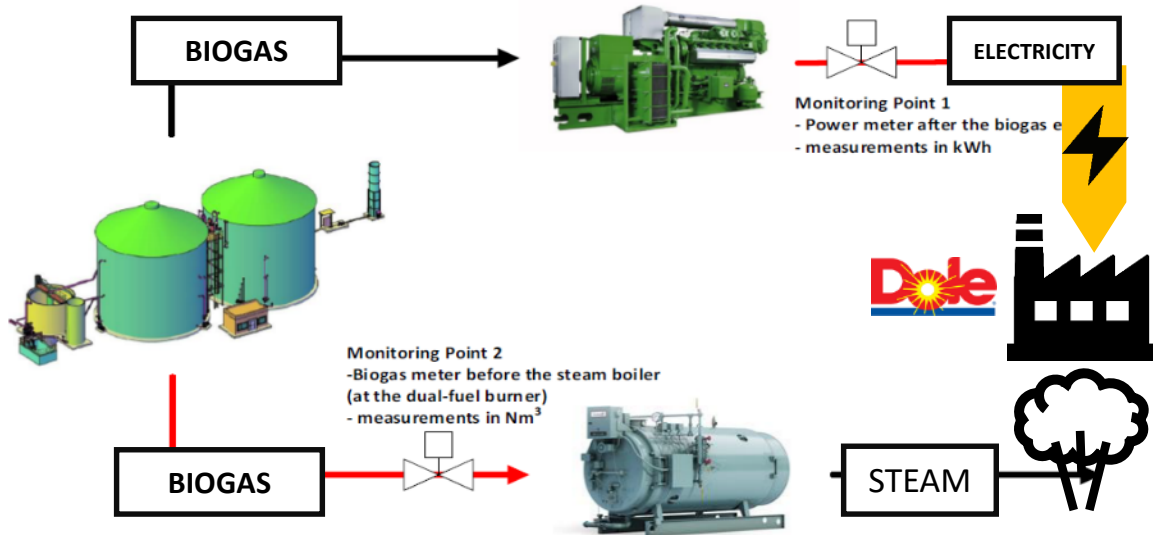 BIOGAS
ELECTRICITY
Monitoring Point 1
- Power meter after the biogas e
- measurements in kWh
Dole
Monitoring Point 2
-Biogas meter before the steam boiler
(at the dual-fuel burner)
- measurements in Nm³
BIOGAS
STEAM